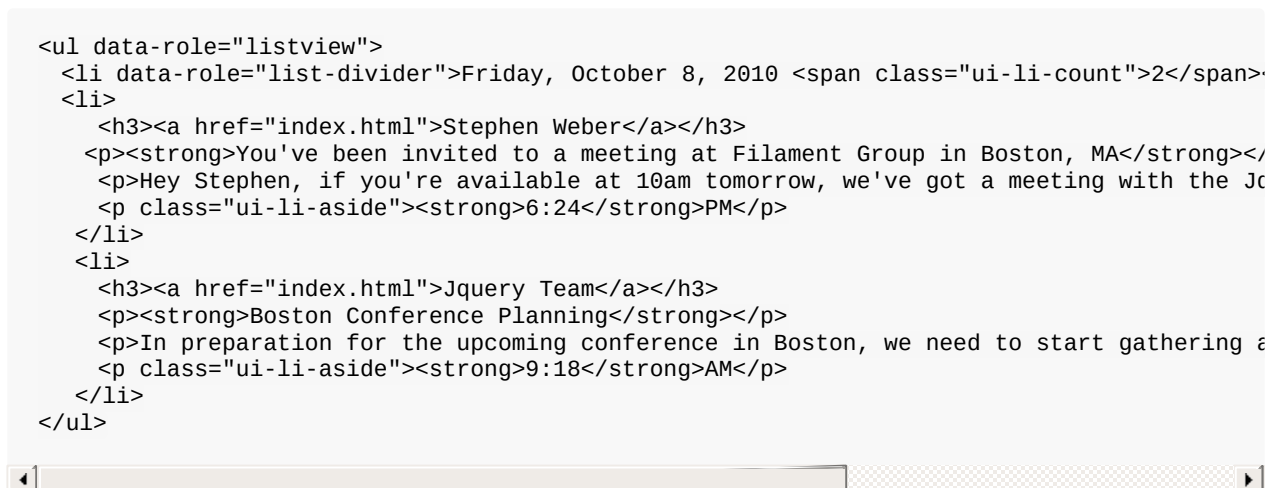 <ul data-role="listview">
  <li data-role="list-divider">Friday, October 8, 2010 <span class="ui-li-count">2</span>
  <li>
     <h3><a href="index.html">Stephen Weber</a></h3>
    <p><strong>You've been invited to a meeting at Filament Group in Boston, MA</strong></
     <p>Hey Stephen, if you're available at 10am tomorrow, we've got a meeting with the
     <p class="ui-li-aside"><strong>6:24</strong>PM</p>
   </li>
   <li>
     <h3><a href="index.html">Jquery Team</a></h3>
     <p><strong>Boston Conference Planning</strong></p>
     <p>In preparation for the upcoming conference in Boston, we need to start gathering
     <p class="ui-li-aside"><strong>9:18</strong>AM</p>
   </li>
</ul>